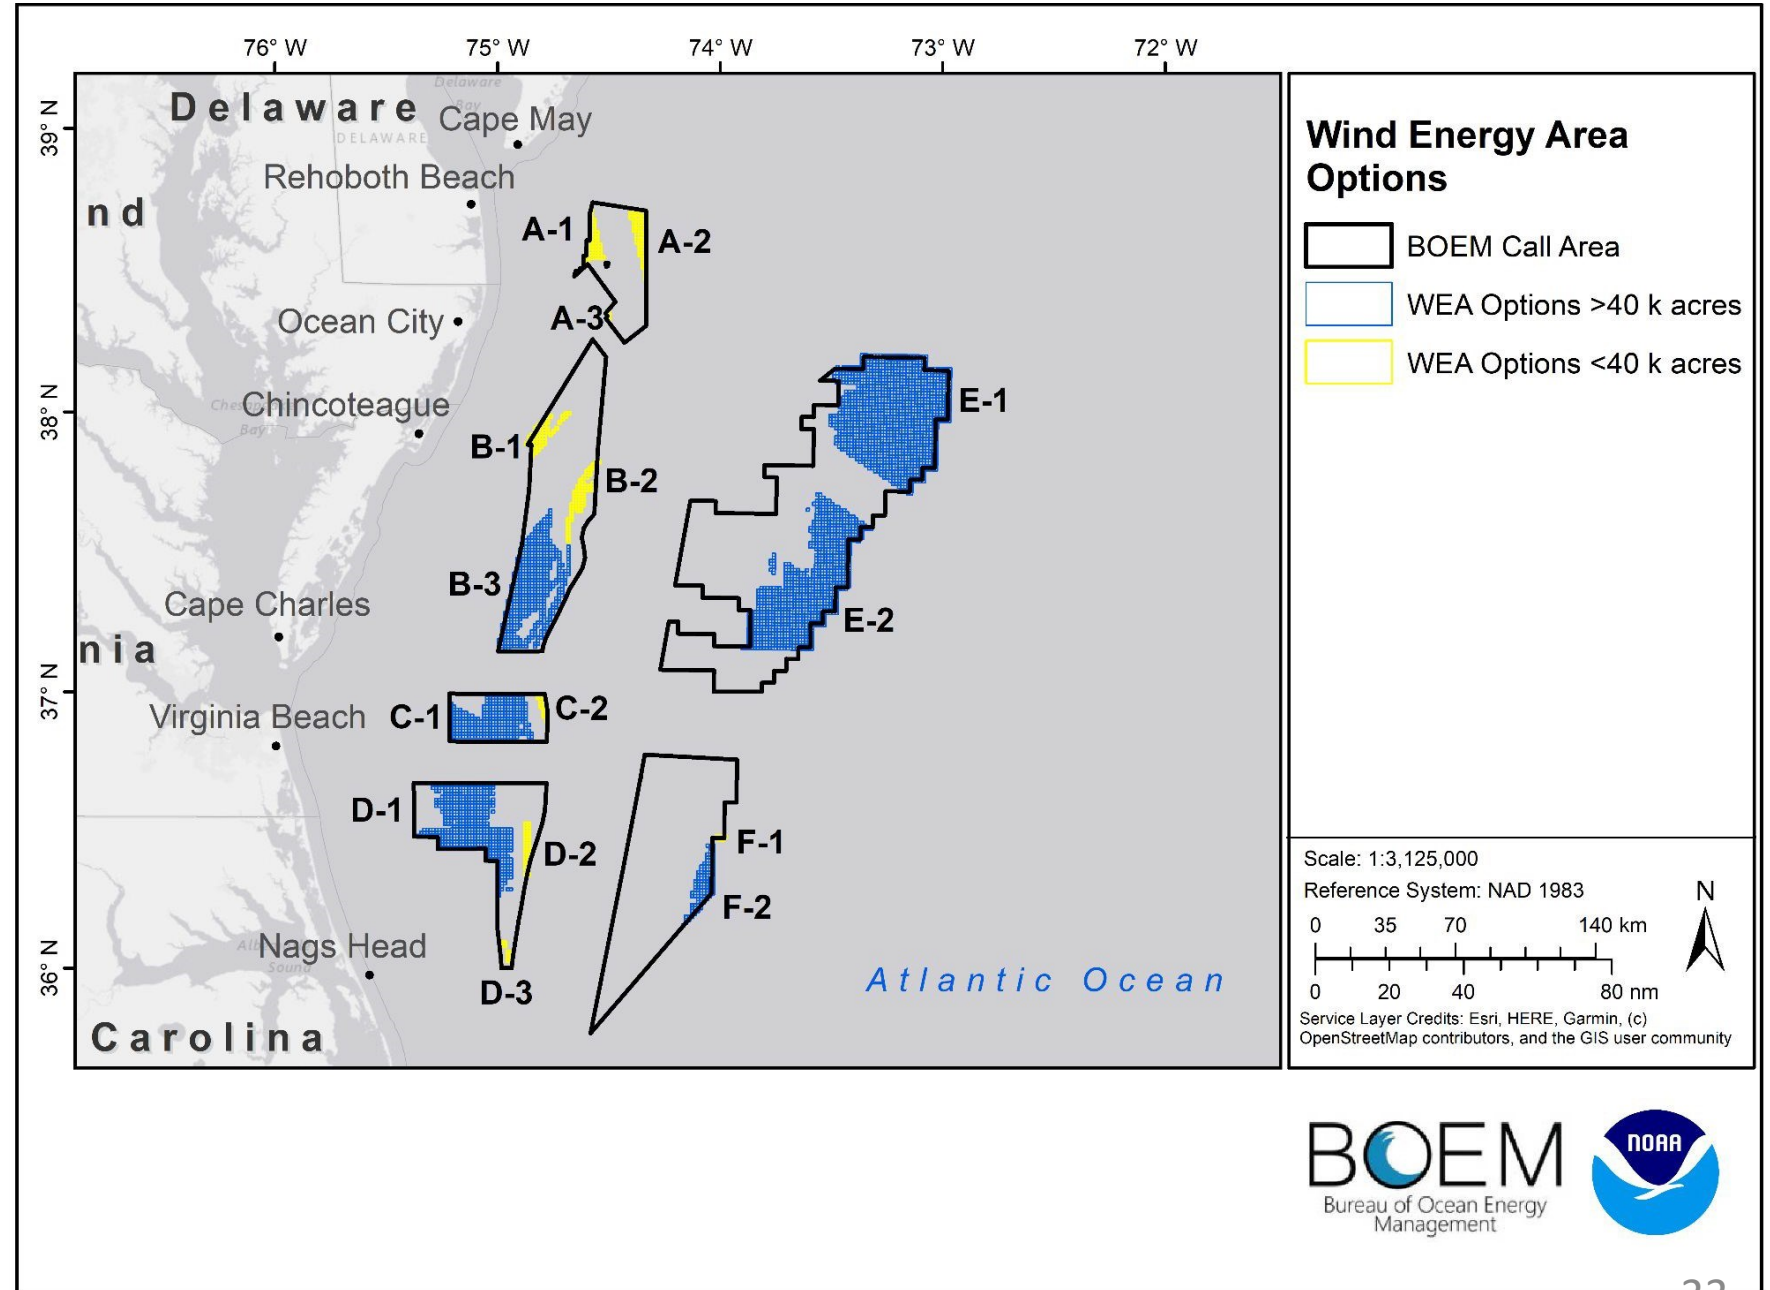 76° W
75° W
74° W
73° W
72° W
39° N
38° N
37° N
36° N
Delaware
Bay
Delaware
DELAWARE
Cape May
Rehoboth Beach
nd
A-1
A-2
Ocean City
A-3
Chesapeake
Bay
Chincoteague
E-1
B-1
B-2
B-3
Cape Charles
E-2
nia
Virginia Beach
C-1
C-2
D-1
D-2
F-1
F-2
Nags Head
Sound
D-3
Atlantic Ocean
Carolina
Wind Energy Area
Options
BOEM Call Area
WEA Options >40 k acres
WEA Options <40 k acres
Scale: 1:3,125,000
Reference System: NAD 1983
N
0 35 70 140 km
0 20 40 80 nm
Service Layer Credits: Esri, HERE, Garmin, (c)
OpenStreetMap contributors, and the GIS user community
BOEM
Bureau of Ocean Energy
Management
NOAA